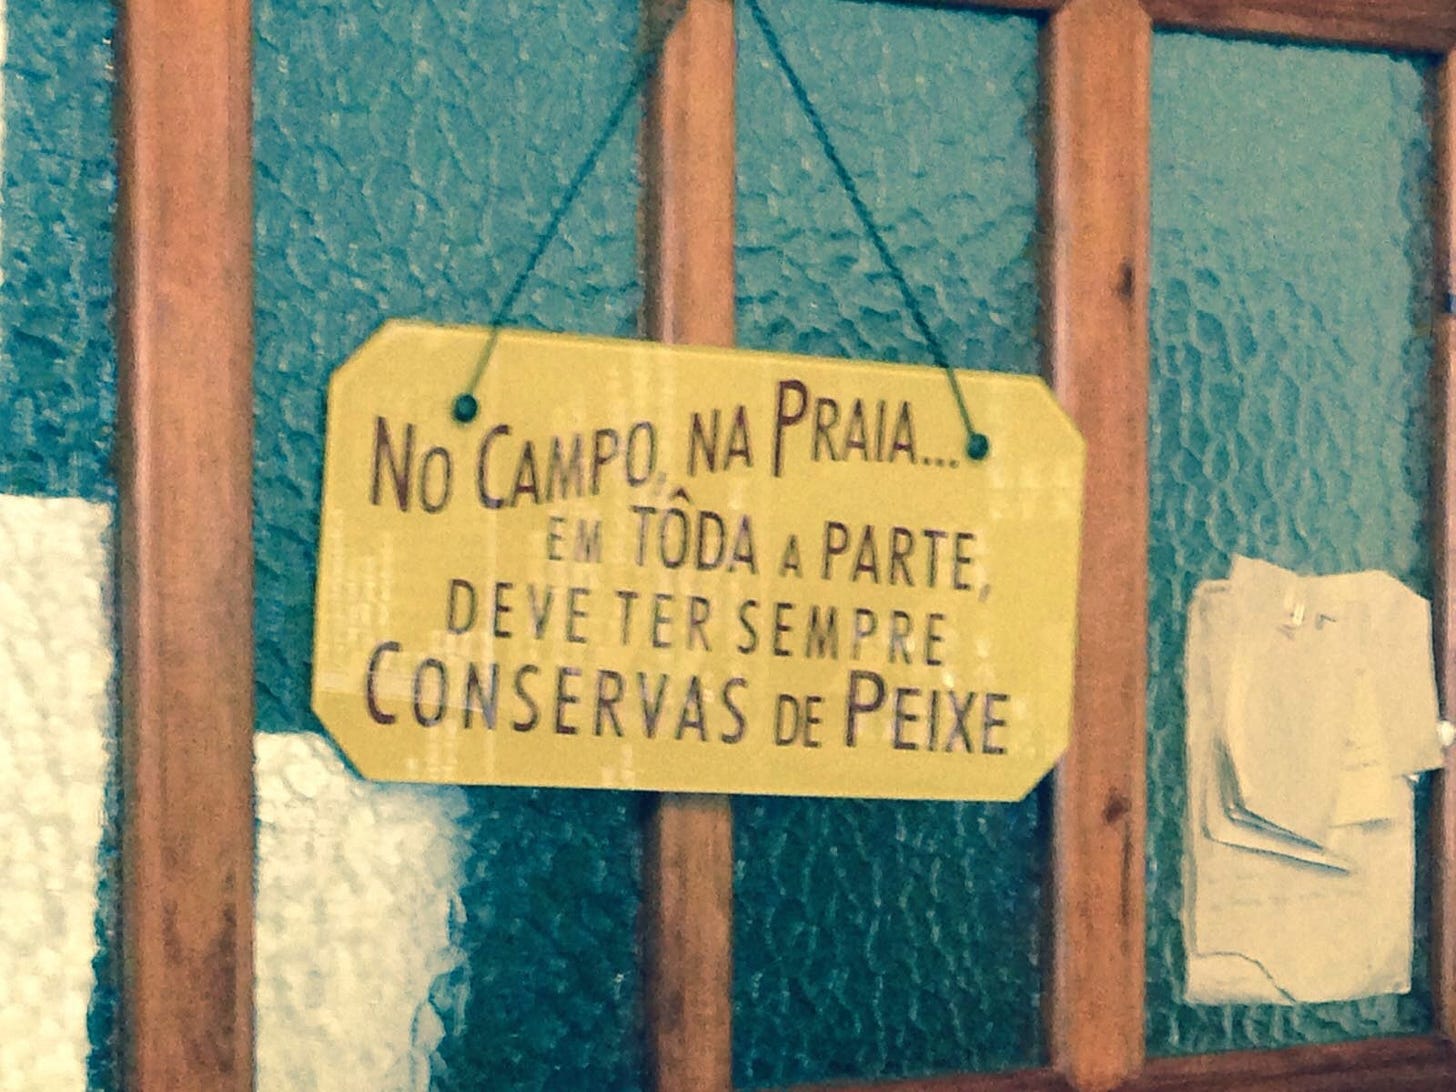 No Campo, na Praia...
em tôda a parte,
deve ter sempre
Conservas de Peixe